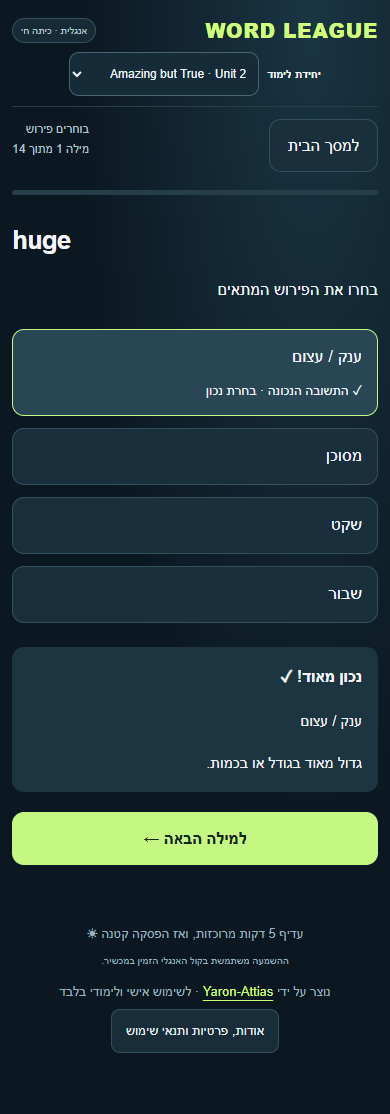 WORD LEAGUE
אנגלית · כיתה ח׳
יחידת לימוד
Amazing but True · Unit 2
למסך הבית
בוחרים פירוש
מילה 1 מתוך 14
huge
בחרו את הפירוש המתאים
ענק / עצום
✓ התשובה הנכונה · בחרת נכון
מסוכן
שקט
שבור
נכון מאוד! ✓
ענק / עצום
גדול מאוד בגודל או בכמות.
למילה הבאה ←
עדיף 5 דקות מרוכזות, ואז הפסקה קטנה ☀
ההשמעה משתמשת בקול האנגלי הזמין במכשיר.
נוצר על ידי Yaron-Attias · לשימוש אישי ולימודי בלבד
אודות, פרטיות ותנאי שימוש